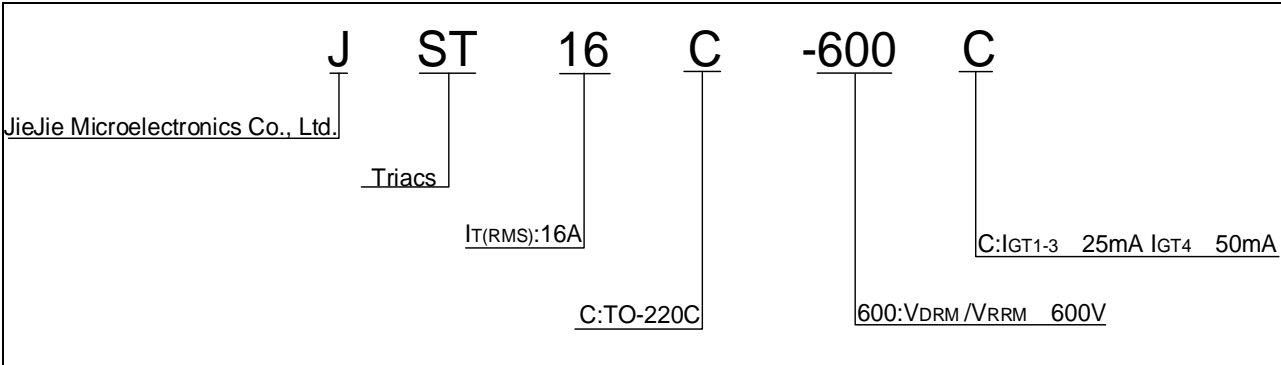 J ST 16 C -600 C
JieJie Microelectronics Co., Ltd.
Triacs
IT(RMS):16A
C:IGT1-3 25mA IGT4 50mA
C:TO-220C
600:VDRM/VRRM 600V